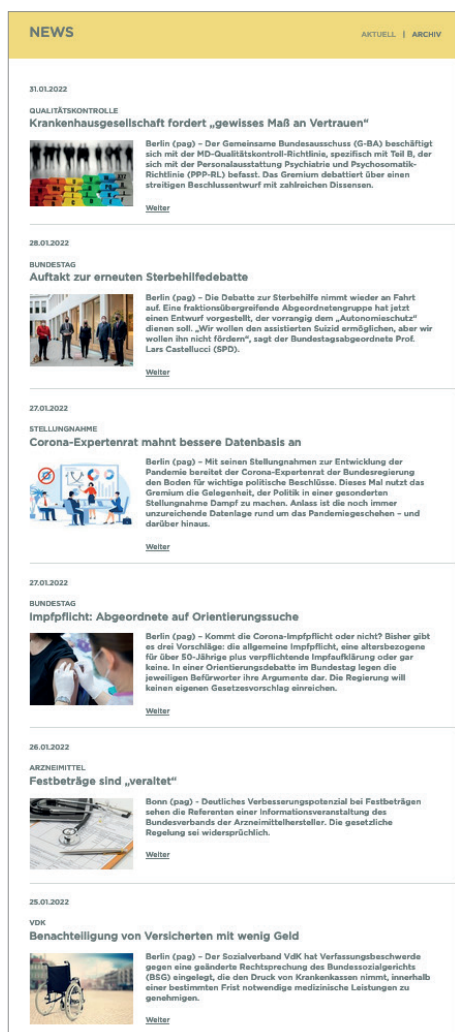 NEWS
AKTUELL | ARCHIV
31.01.2022
QUALITÄTSKONTROLLE
Krankenhausgesellschaft fordert „gewisses Maß an Vertrauen“
Berlin (pag) – Der Gemeinsame Bundesausschuss (G-BA) beschäftigt
sich mit der MD-Qualitätskontroll-Richtlinie, spezifisch mit Teil B, der
sich mit der Personalausstattung Psychiatrie und Psychosomatik-
Richtlinie (PPP-RL) befasst. Das Gremium debattiert über einen
streitigen Beschlussentwurf mit zahlreichen Dissensen.
Weiter
28.01.2022
BUNDESTAG
Auftakt zur erneuten Sterbehilfedebatte
Berlin (pag) – Die Debatte zur Sterbehilfe nimmt wieder an Fahrt
auf. Eine fraktionsübergreifende Abgeordnetengruppe hat jetzt
einen Entwurf vorgestellt, der vorrangig dem „Autonomieschutz“
dienen soll. „Wir wollen den assistierten Suizid ermöglichen, aber wir
wollen ihn nicht fördern“, sagt der Bundestagsabgeordnete Prof.
Lars Castellucci (SPD).
Weiter
27.01.2022
STELLUNGNAHME
Corona-Expertenrat mahnt bessere Datenbasis an
Berlin (pag) – Mit seinen Stellungnahmen zur Entwicklung der
Pandemie bereitet der Corona-Expertenrat der Bundesregierung
den Boden für wichtige politische Beschlüsse. Dieses Mal nutzt das
Gremium die Gelegenheit, der Politik in einer gesonderten
Stellungnahme Dampf zu machen. Anlass ist die noch immer
unzureichende Datenlage rund um das Pandemiegeschehen – und
darüber hinaus.
Weiter
27.01.2022
BUNDESTAG
Impfpflicht: Abgeordnete auf Orientierungssuche
Berlin (pag) – Kommt die Corona-Impfpflicht oder nicht? Bisher gibt
es drei Vorschläge: die allgemeine Impfpflicht, eine altersbezogene
für über 50-Jährige plus verpflichtende Impfaufklärung oder gar
keine. In einer Orientierungsdebatte im Bundestag legen die
jeweiligen Befürworter ihre Argumente dar. Die Regierung will
keinen eigenen Gesetzesvorschlag einreichen.
Weiter
26.01.2022
ARZNEIMITTEL
Festbeträge sind „veraltet“
Bonn (pag) - Deutliches Verbesserungspotenzial bei Festbeträgen
sehen die Referenten einer Informationsveranstaltung des
Bundesverbands der Arzneimittelhersteller. Die gesetzliche
Regelung sei widersprüchlich.
Weiter
25.01.2022
VDK
Benachteiligung von Versicherten mit wenig Geld
Berlin (pag) – Der Sozialverband VdK hat Verfassungsbeschwerde
gegen eine geänderte Rechtsprechung des Bundessozialgerichts
(BSG) eingelegt, die den Druck von Krankenkassen nimmt, innerhalb
einer bestimmten Frist notwendige medizinische Leistungen zu
genehmigen.
Weiter